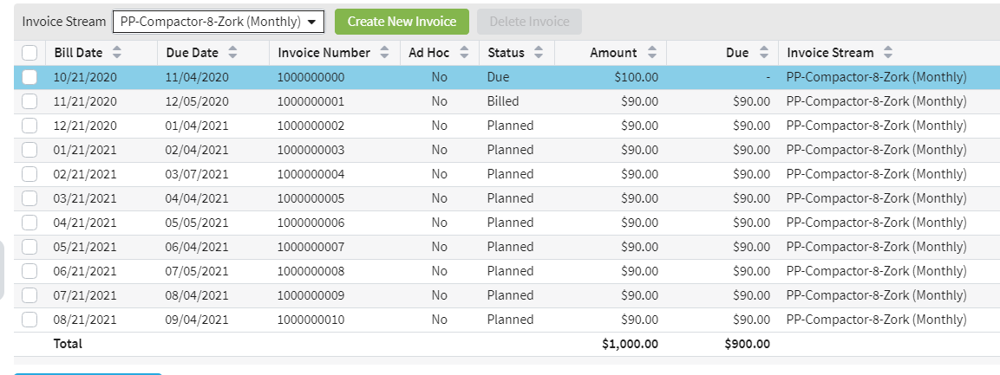 Invoice Stream PP-Compactor-8-Zork (Monthly) Create New Invoice Delete Invoice
Bill Date Due Date Invoice Number Ad Hoc Status Amount Due Invoice Stream
10/21/2020 11/04/2020 1000000000 No Due $100.00 - PP-Compactor-8-Zork (Monthly)
11/21/2020 12/05/2020 1000000001 No Billed $90.00 $90.00 PP-Compactor-8-Zork (Monthly)
12/21/2020 01/04/2021 1000000002 No Planned $90.00 $90.00 PP-Compactor-8-Zork (Monthly)
01/21/2021 02/04/2021 1000000003 No Planned $90.00 $90.00 PP-Compactor-8-Zork (Monthly)
02/21/2021 03/07/2021 1000000004 No Planned $90.00 $90.00 PP-Compactor-8-Zork (Monthly)
03/21/2021 04/04/2021 1000000005 No Planned $90.00 $90.00 PP-Compactor-8-Zork (Monthly)
04/21/2021 05/05/2021 1000000006 No Planned $90.00 $90.00 PP-Compactor-8-Zork (Monthly)
05/21/2021 06/04/2021 1000000007 No Planned $90.00 $90.00 PP-Compactor-8-Zork (Monthly)
06/21/2021 07/05/2021 1000000008 No Planned $90.00 $90.00 PP-Compactor-8-Zork (Monthly)
07/21/2021 08/04/2021 1000000009 No Planned $90.00 $90.00 PP-Compactor-8-Zork (Monthly)
08/21/2021 09/04/2021 1000000010 No Planned $90.00 $90.00 PP-Compactor-8-Zork (Monthly)
Total $1,000.00 $900.00